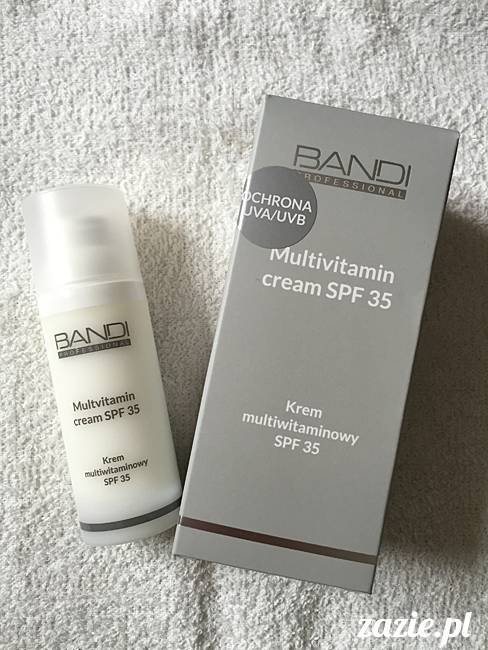 BANDI
PROFESSIONAL
Multvitamin
cream SPF 35
Krem
multiwitaminowy
SPF 35
BANDI
PROFESSIONAL
OCHRONA
UVA/UVB
Multivitamin
cream SPF 35
Krem
multiwitaminowy
SPF 35
zazie.pl